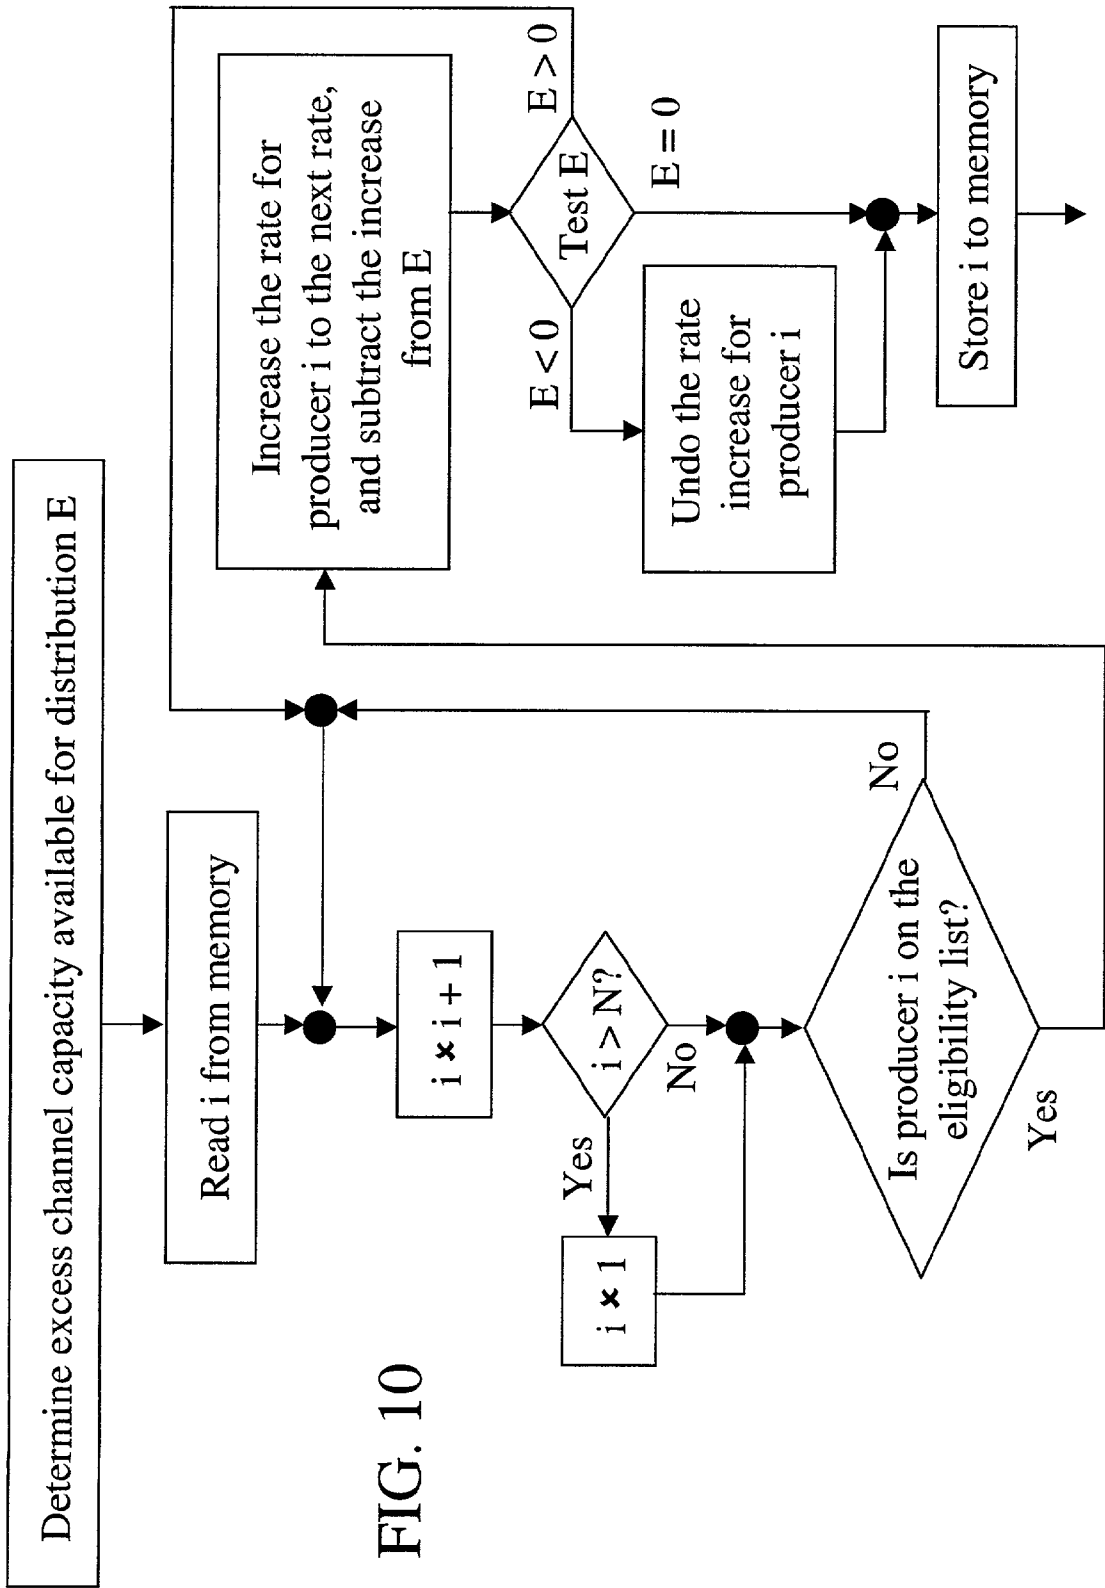 Determine excess channel capacity available for distribution E
Read i from memory
i × i + 1
i > N?
Yes
No
i × 1
Is producer i on the
eligibility list?
No
Yes
Increase the rate for
producer i to the next rate,
and subtract the increase
from E
Test E
E > 0
E < 0
E = 0
Undo the rate
increase for
producer i
Store i to memory
FIG. 10